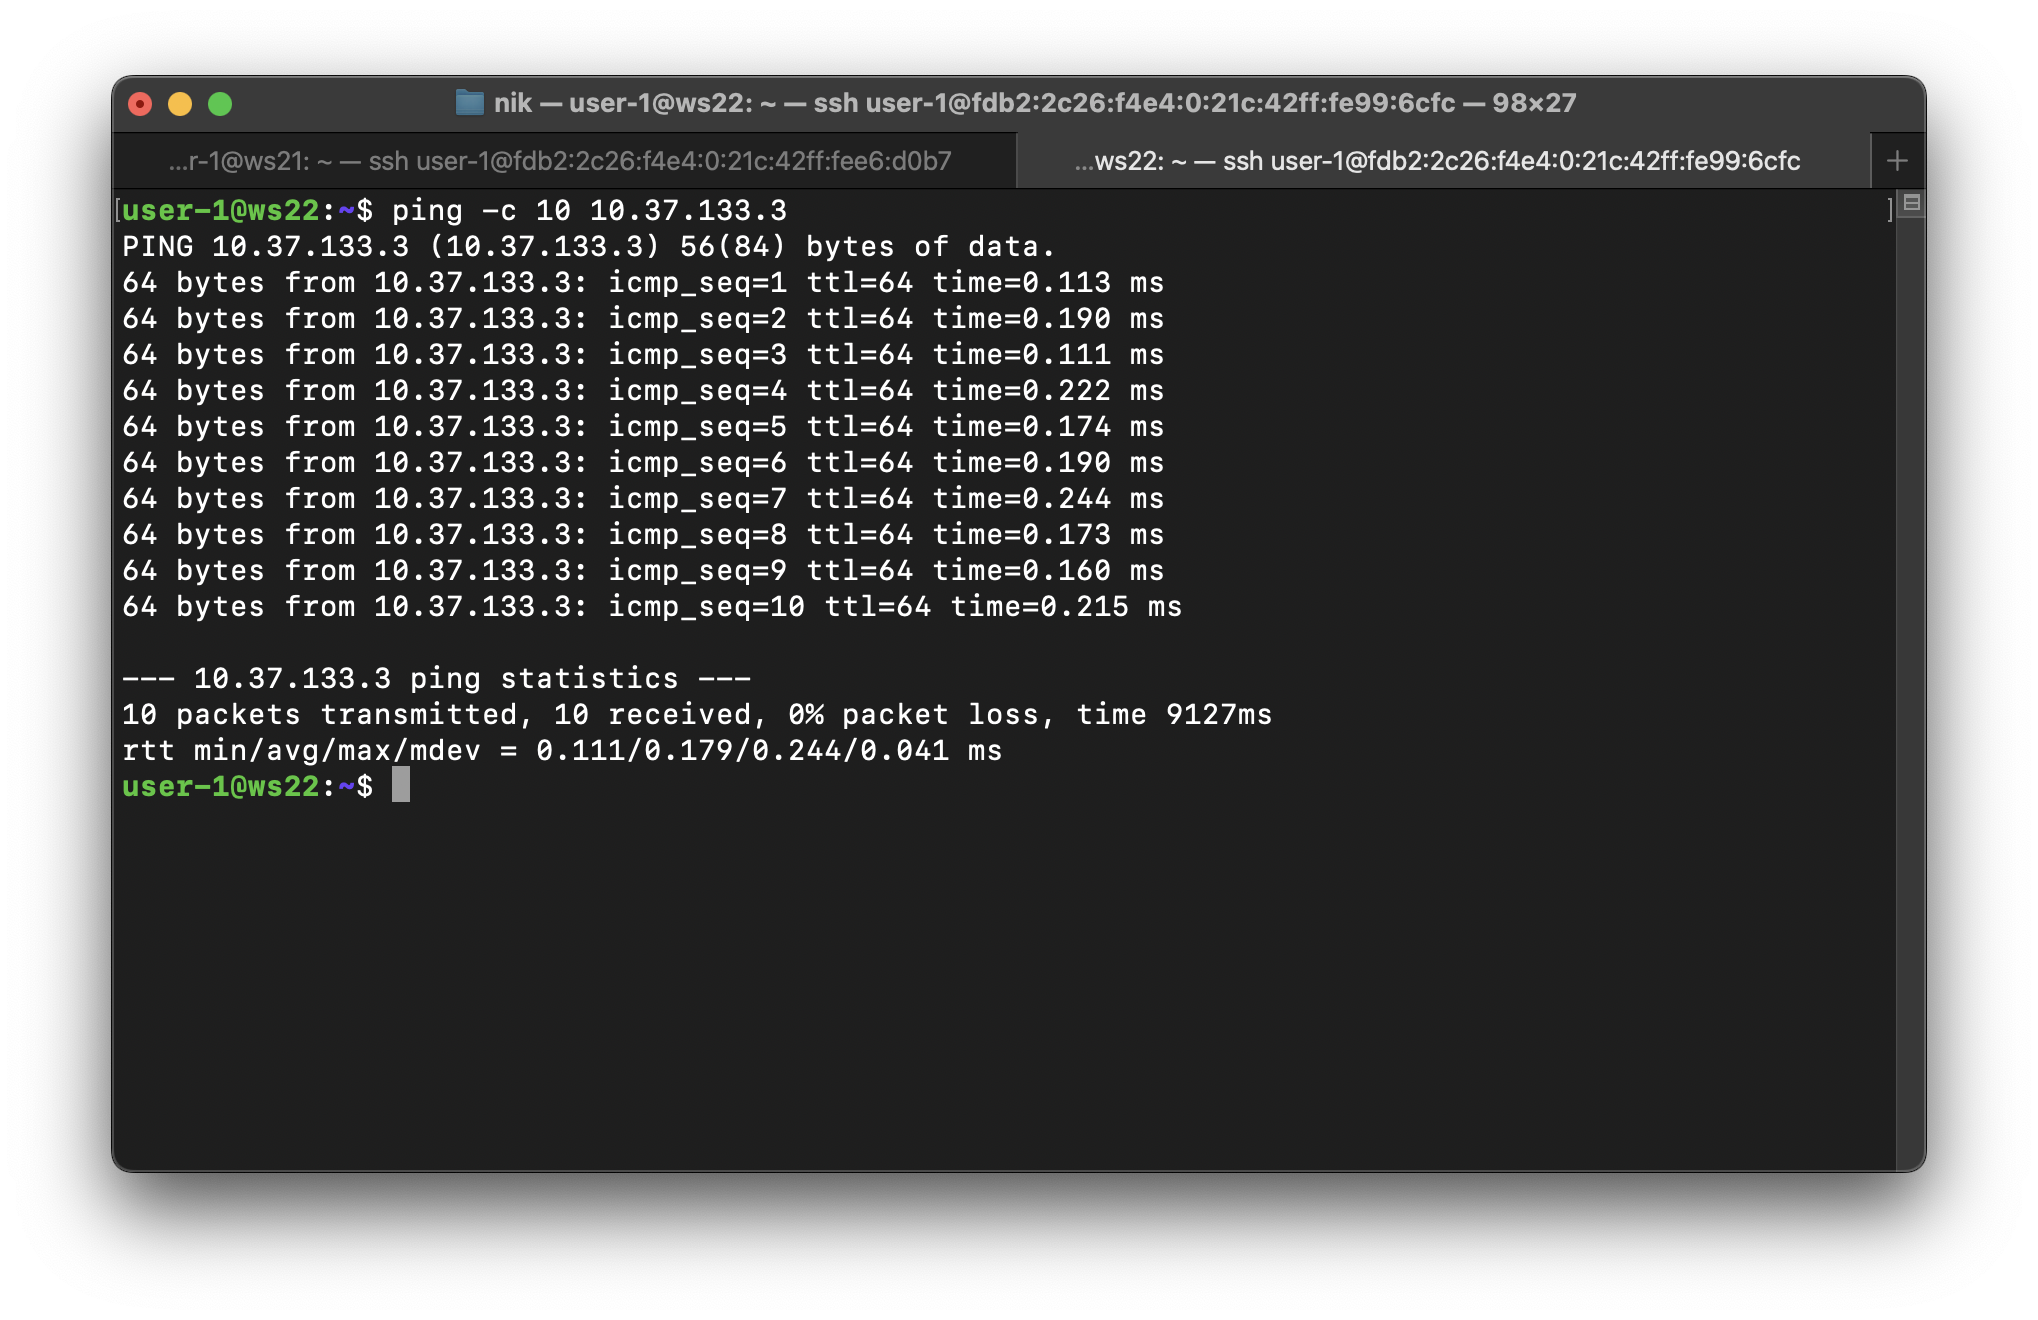 nik — user-1@ws22: ~ — ssh user-1@fdb2:2c26:f4e4:0:21c:42ff:fe99:6cfc — 98×27
...r-1@ws21: ~ — ssh user-1@fdb2:2c26:f4e4:0:21c:42ff:fee6:d0b7
...ws22: ~ — ssh user-1@fdb2:2c26:f4e4:0:21c:42ff:fe99:6cfc +
[user-1@ws22:~$ ping -c 10 10.37.133.3 ]
PING 10.37.133.3 (10.37.133.3) 56(84) bytes of data.
64 bytes from 10.37.133.3: icmp_seq=1 ttl=64 time=0.113 ms
64 bytes from 10.37.133.3: icmp_seq=2 ttl=64 time=0.190 ms
64 bytes from 10.37.133.3: icmp_seq=3 ttl=64 time=0.111 ms
64 bytes from 10.37.133.3: icmp_seq=4 ttl=64 time=0.222 ms
64 bytes from 10.37.133.3: icmp_seq=5 ttl=64 time=0.174 ms
64 bytes from 10.37.133.3: icmp_seq=6 ttl=64 time=0.190 ms
64 bytes from 10.37.133.3: icmp_seq=7 ttl=64 time=0.244 ms
64 bytes from 10.37.133.3: icmp_seq=8 ttl=64 time=0.173 ms
64 bytes from 10.37.133.3: icmp_seq=9 ttl=64 time=0.160 ms
64 bytes from 10.37.133.3: icmp_seq=10 ttl=64 time=0.215 ms
--- 10.37.133.3 ping statistics ---
10 packets transmitted, 10 received, 0% packet loss, time 9127ms
rtt min/avg/max/mdev = 0.111/0.179/0.244/0.041 ms
user-1@ws22:~$